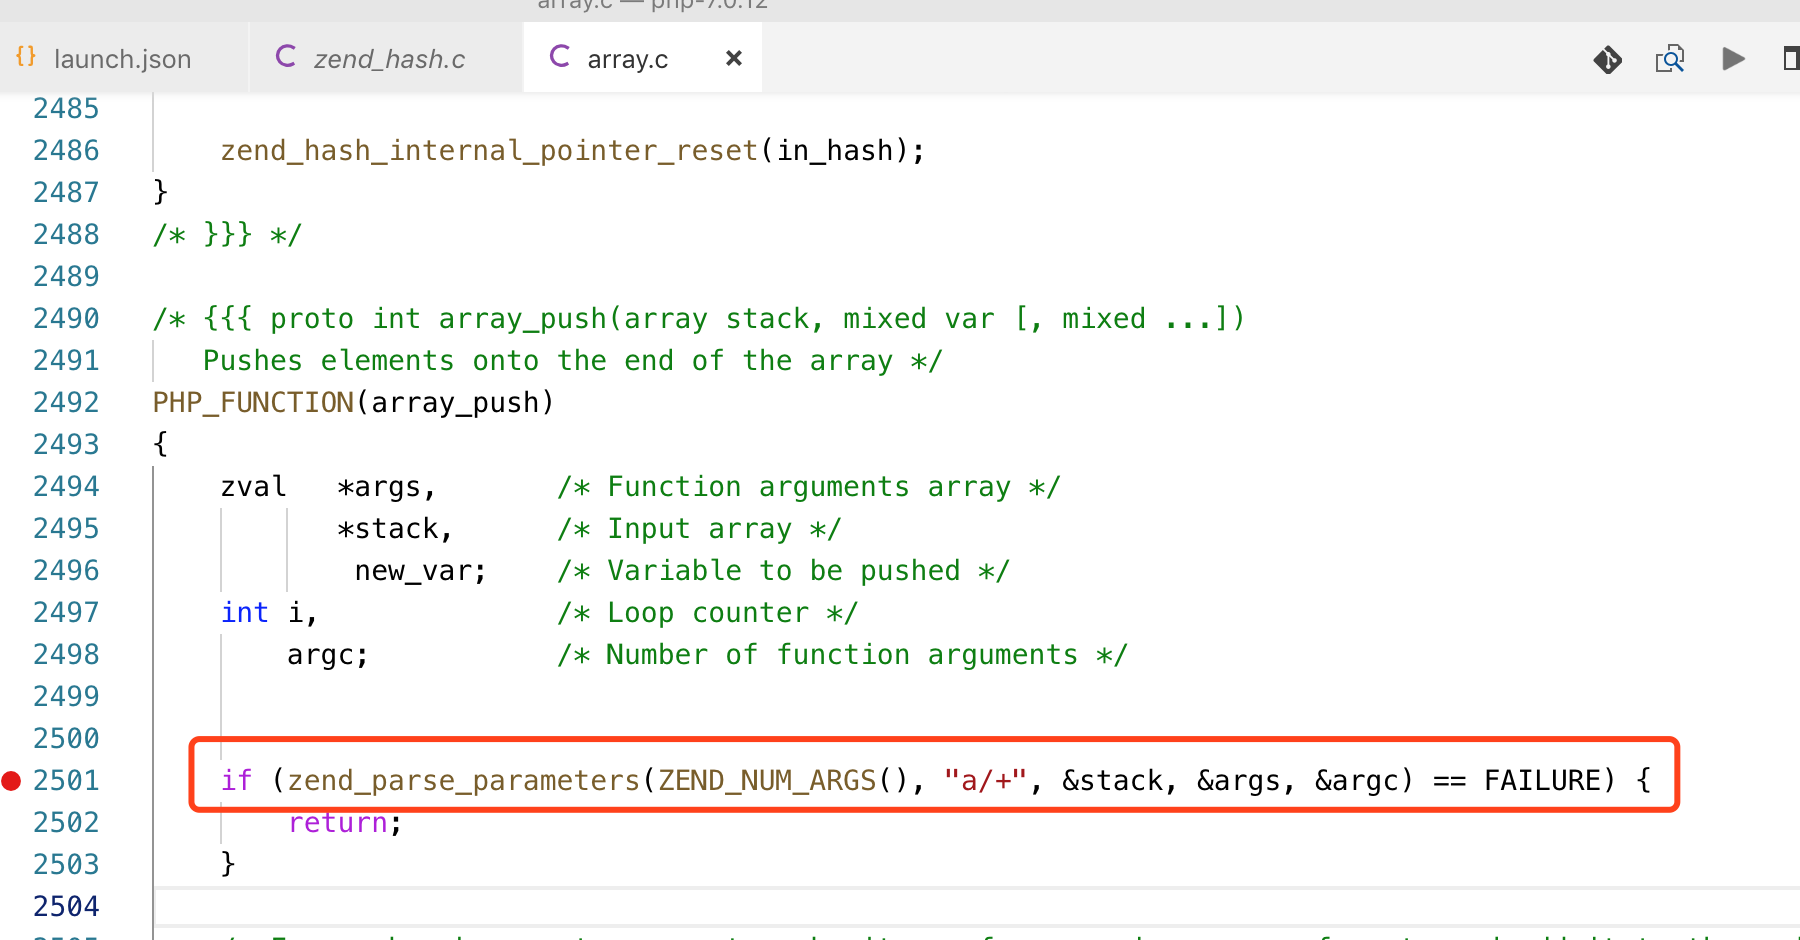 array.c — php-7.0.12
{} launch.json
C zend_hash.c
C array.c ×
2485
2486 zend_hash_internal_pointer_reset(in_hash);
2487 }
2488 /* }}} */
2489
2490 /* {{{ proto int array_push(array stack, mixed var [, mixed ...])
2491 Pushes elements onto the end of the array */
2492 PHP_FUNCTION(array_push)
2493 {
2494 zval *args, /* Function arguments array */
2495 *stack, /* Input array */
2496 new_var; /* Variable to be pushed */
2497 int i, /* Loop counter */
2498 argc; /* Number of function arguments */
2499
2500
2501 if (zend_parse_parameters(ZEND_NUM_ARGS(), "a/+", &stack, &args, &argc) == FAILURE) {
2502 return;
2503 }
2504